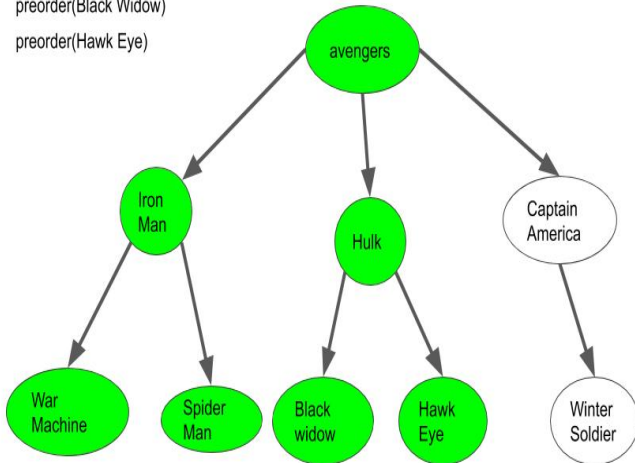 preorder(Black Widow)
preorder(Hawk Eye)
avengers
Iron
Man
Hulk
Captain
America
War
Machine
Spider
Man
Black
widow
Hawk
Eye
Winter
Soldier